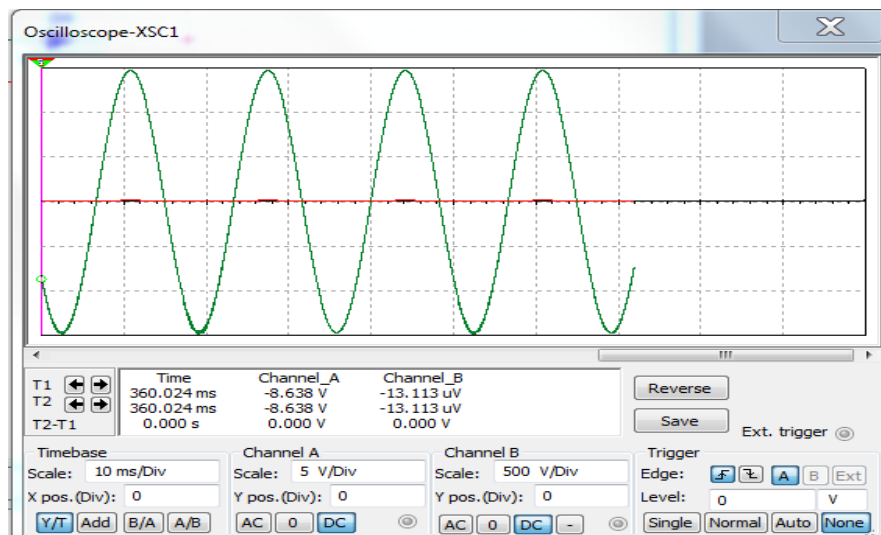 Oscilloscope-XSC1
Time Channel_A Channel_B
T1 360.024 ms -8.638 V -13.113 uV
T2 360.024 ms -8.638 V -13.113 uV
T2-T1 0.000 s 0.000 V 0.000 V
Reverse
Save
Ext. trigger
Timebase
Scale: 10 ms/Div
X pos.(Div): 0
Y/T Add B/A A/B
Channel A
Scale: 5 V/Div
Y pos.(Div): 0
AC 0 DC
Channel B
Scale: 500 V/Div
Y pos.(Div): 0
AC 0 DC -
Trigger
Edge: A B Ext
Level: 0 V
Single Normal Auto None